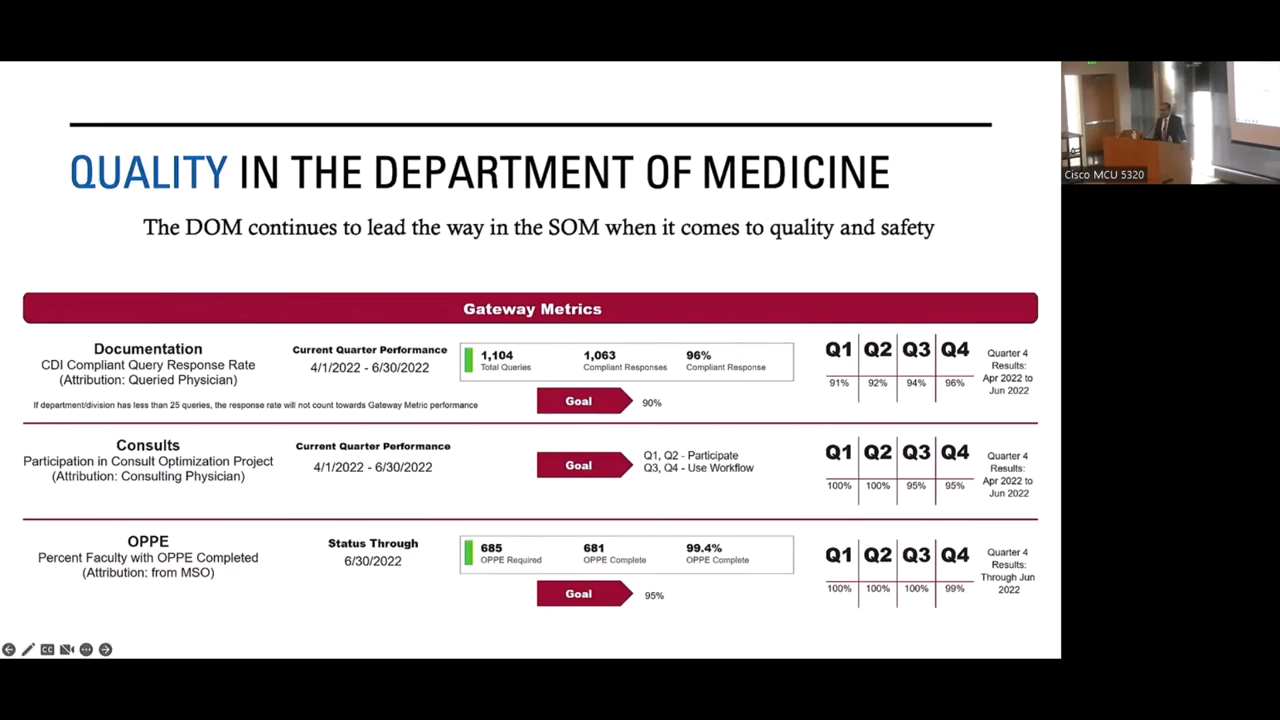 QUALITY IN THE DEPARTMENT OF MEDICINE
The DOM continues to lead the way in the SOM when it comes to quality and safety
Cisco MCU 5320
Gateway Metrics
Documentation
CDI Compliant Query Response Rate
(Attribution: Queried Physician)
If department/division has less than 25 queries, the response rate will not count towards Gateway Metric performance
Current Quarter Performance
4/1/2022 - 6/30/2022
1,104 1,063 96%
Total Queries Compliant Responses Compliant Response
Goal 90%
Q1 Q2 Q3 Q4
91% 92% 94% 96%
Quarter 4
Results:
Apr 2022 to
Jun 2022
Consults
Participation in Consult Optimization Project
(Attribution: Consulting Physician)
Current Quarter Performance
4/1/2022 - 6/30/2022
Goal
Q1, Q2 - Participate
Q3, Q4 - Use Workflow
Q1 Q2 Q3 Q4
100% 100% 95% 95%
Quarter 4
Results:
Apr 2022 to
Jun 2022
OPPE
Percent Faculty with OPPE Completed
(Attribution: from MSO)
Status Through
6/30/2022
685 681 99.4%
OPPE Required OPPE Complete OPPE Complete
Goal 95%
Q1 Q2 Q3 Q4
100% 100% 100% 99%
Quarter 4
Results:
Through Jun
2022
CC